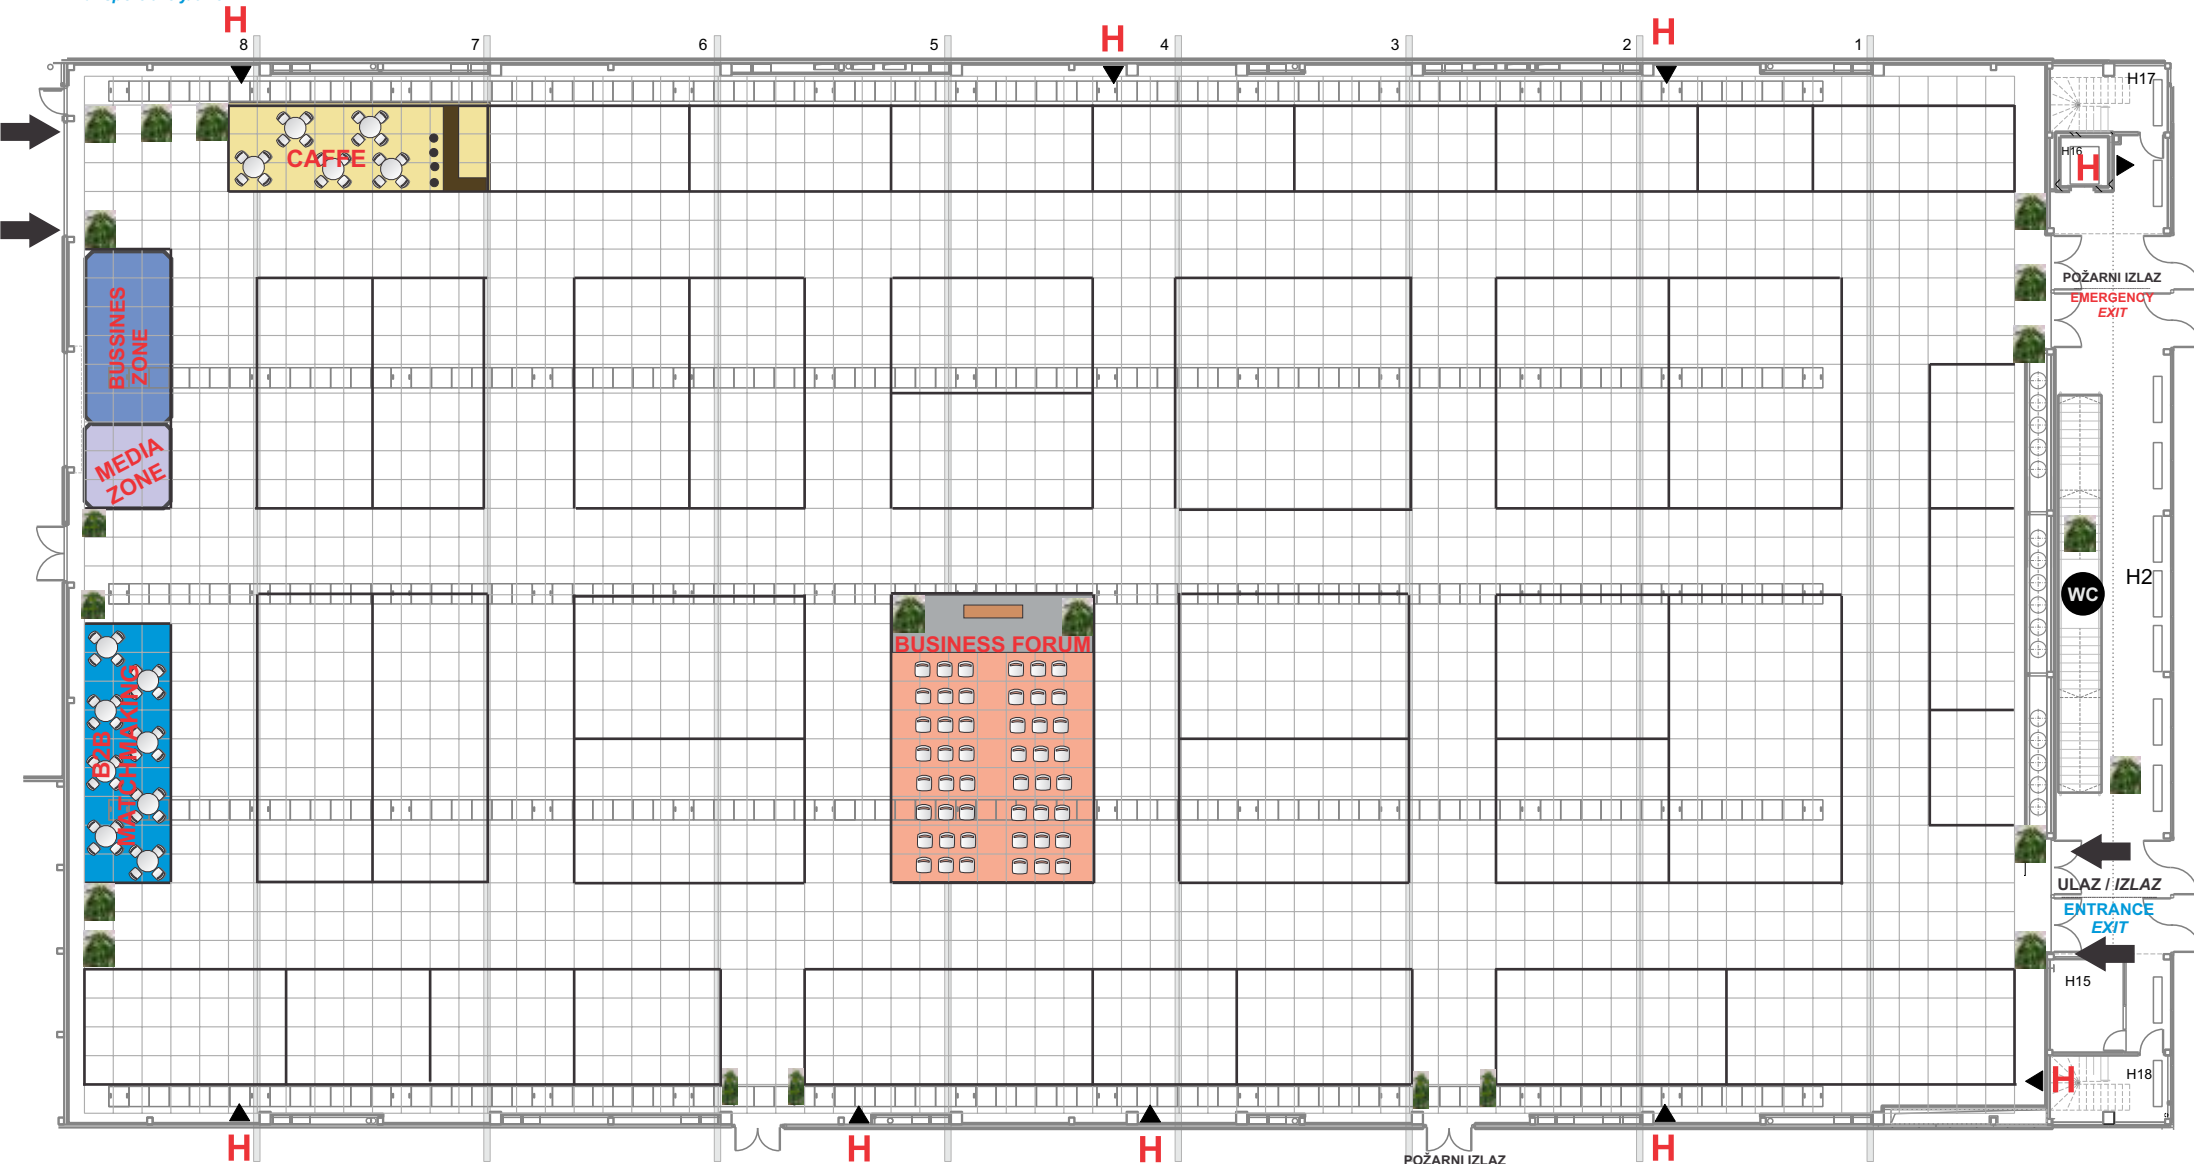 H
H
H
8
7
6
5
4
3
2
1
H17
H16
H
CAFFE
POŽARNI IZLAZ
EMERGENCY
EXIT
BUSSINES
ZONE
MEDIA
ZONE
H2
WC
BUSINESS FORUM
B2B
MATCHMAKING
ULAZ / IZLAZ
ENTRANCE
EXIT
H15
H18
H
H
H
H
H
POŽARNI IZLAZ